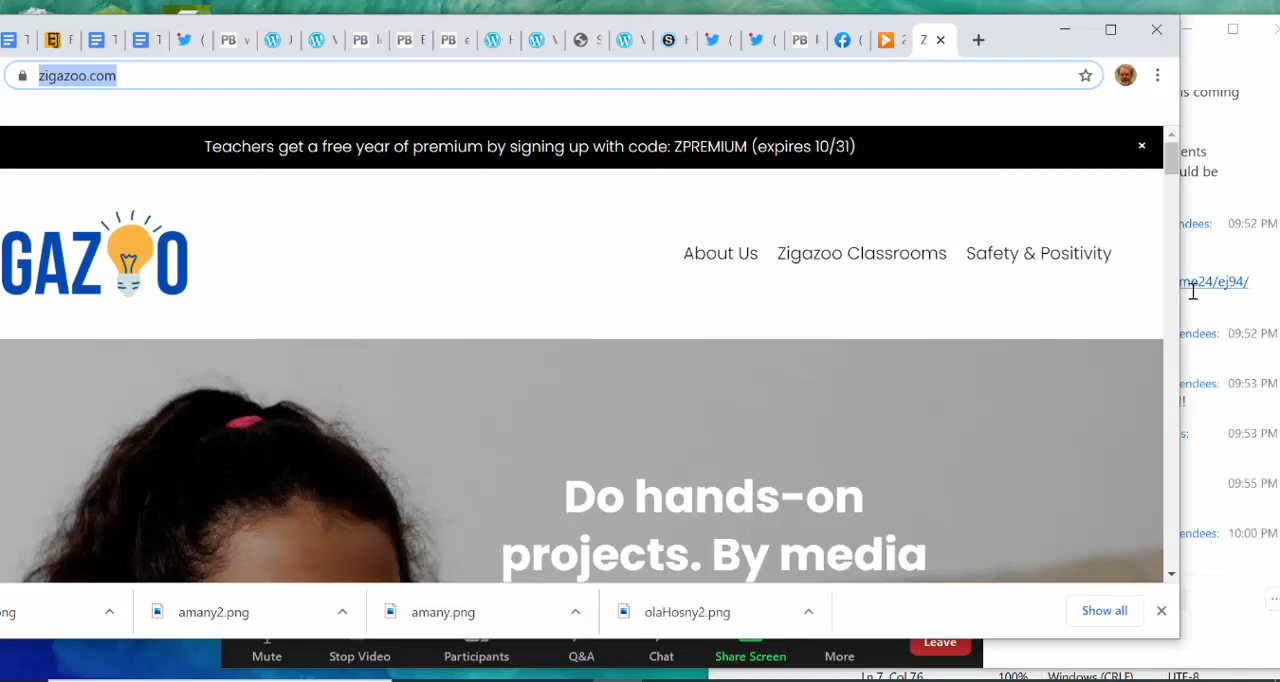 zigazoo.com
Teachers get a free year of premium by signing up with code: ZPREMIUM (expires 10/31)
GAZOO
About Us Zigazoo Classrooms Safety & Positivity
Do hands-on
projects. By media
amany2.png amany.png olaHosny2.png Show all
Mute Stop Video Participants Q&A Chat Share Screen More Leave
Ln 7, Col 76 100% Windows (CRLF) UTF-8
s coming
ents
uld be
ndees: 09:52 PM
me24/ej94/
endees: 09:52 PM
endees: 09:53 PM
!!
s: 09:53 PM
09:55 PM
endees: 10:00 PM